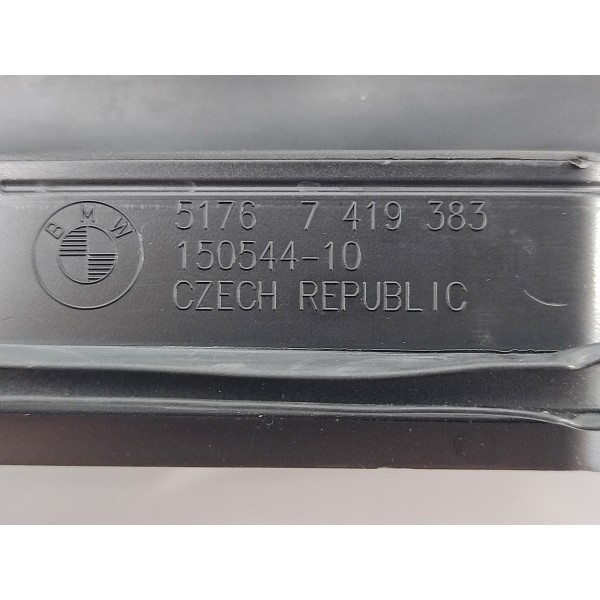 BMW
5176 7 419 383
150544-10
CZECH REPUBLIC